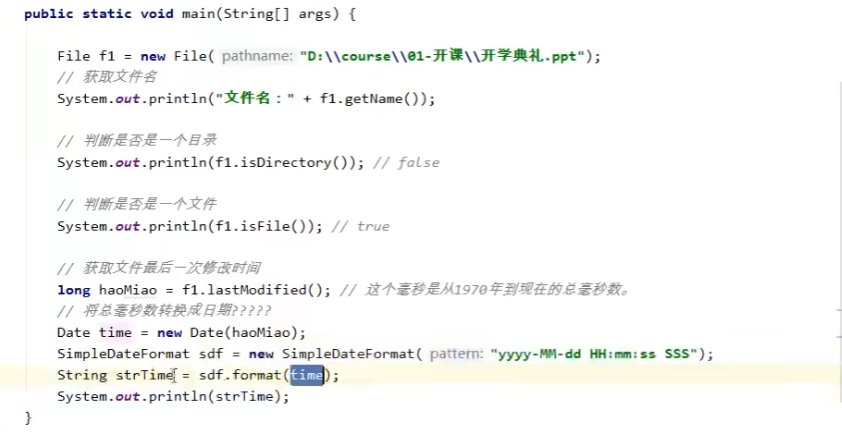 public static void main(String[] args) {
File f1 = new File( pathname: "D:\\course\\01-开课\\开学典礼.ppt");
// 获取文件名
System.out.println("文件名：" + f1.getName());
// 判断是否是一个目录
System.out.println(f1.isDirectory()); // false
// 判断是否是一个文件
System.out.println(f1.isFile()); // true
// 获取文件最后一次修改时间
long haoMiao = f1.lastModified(); // 这个毫秒是从1970年到现在的总毫秒数。
// 将总毫秒数转换成日期?????
Date time = new Date(haoMiao);
SimpleDateFormat sdf = new SimpleDateFormat( pattern: "yyyy-MM-dd HH:mm:ss SSS");
String strTime = sdf.format(time);
System.out.println(strTime);
}